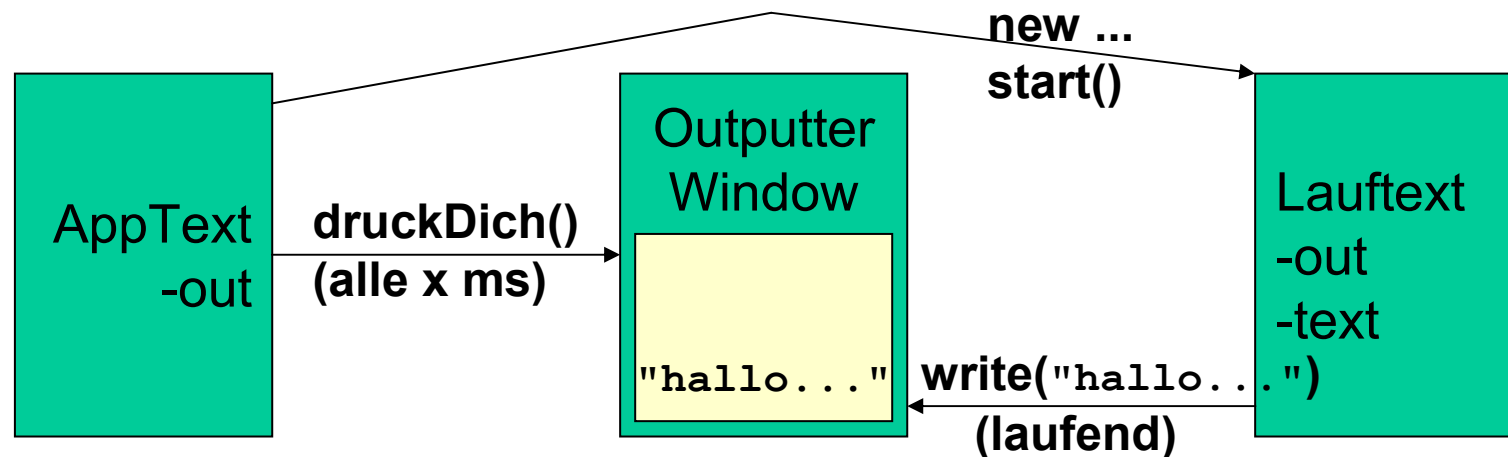 new ...
start()
AppText
-out
druckDich()
(alle x ms)
Outputter
Window
"hallo..."
write("hallo...")
(laufend)
Lauftext
-out
-text